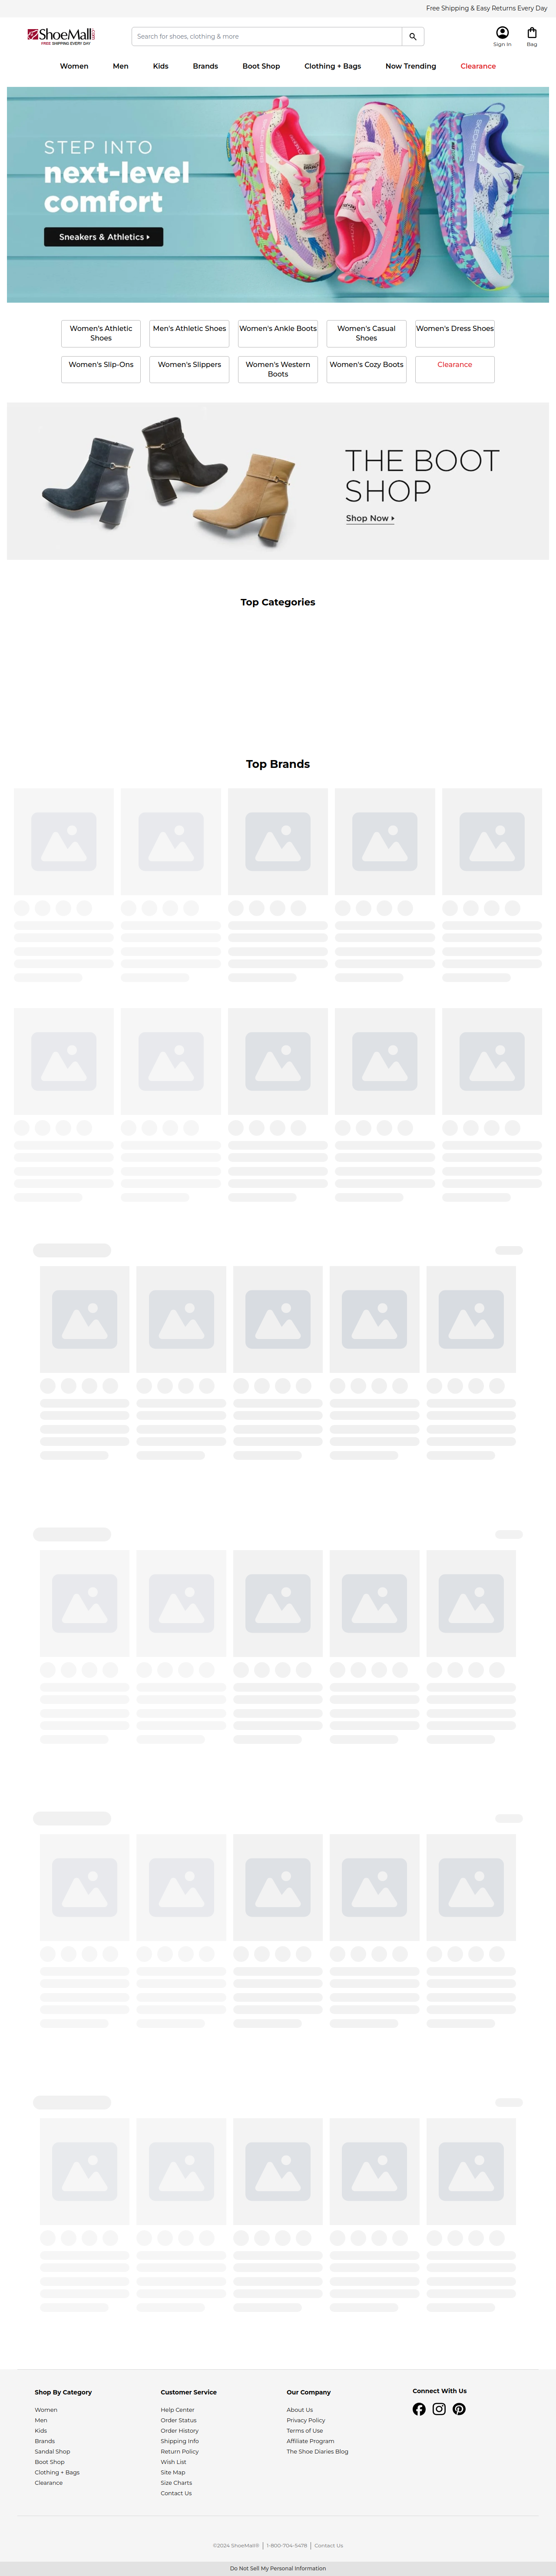 Free Shipping & Easy Returns Every Day
ShoeMall.com
FREE SHIPPING EVERY DAY
Search for shoes, clothing & more
Sign In
Bag
Women
Men
Kids
Brands
Boot Shop
Clothing + Bags
Now Trending
Clearance
STEP INTO
next-level
comfort
Sneakers & Athletics
SKECHERS
Women's Athletic
Shoes
Men's Athletic Shoes
Women's Ankle Boots
Women's Casual
Shoes
Women's Dress Shoes
Women's Slip-Ons
Women's Slippers
Women's Western
Boots
Women's Cozy Boots
Clearance
THE BOOT
SHOP
Shop Now
Top Categories
Top Brands
Shop By Category
Women
Men
Kids
Brands
Sandal Shop
Boot Shop
Clothing + Bags
Clearance
Customer Service
Help Center
Order Status
Order History
Shipping Info
Return Policy
Wish List
Site Map
Size Charts
Contact Us
Our Company
About Us
Privacy Policy
Terms of Use
Affiliate Program
The Shoe Diaries Blog
Connect With Us
©2024 ShoeMall® | 1-800-704-5478 | Contact Us
Do Not Sell My Personal Information